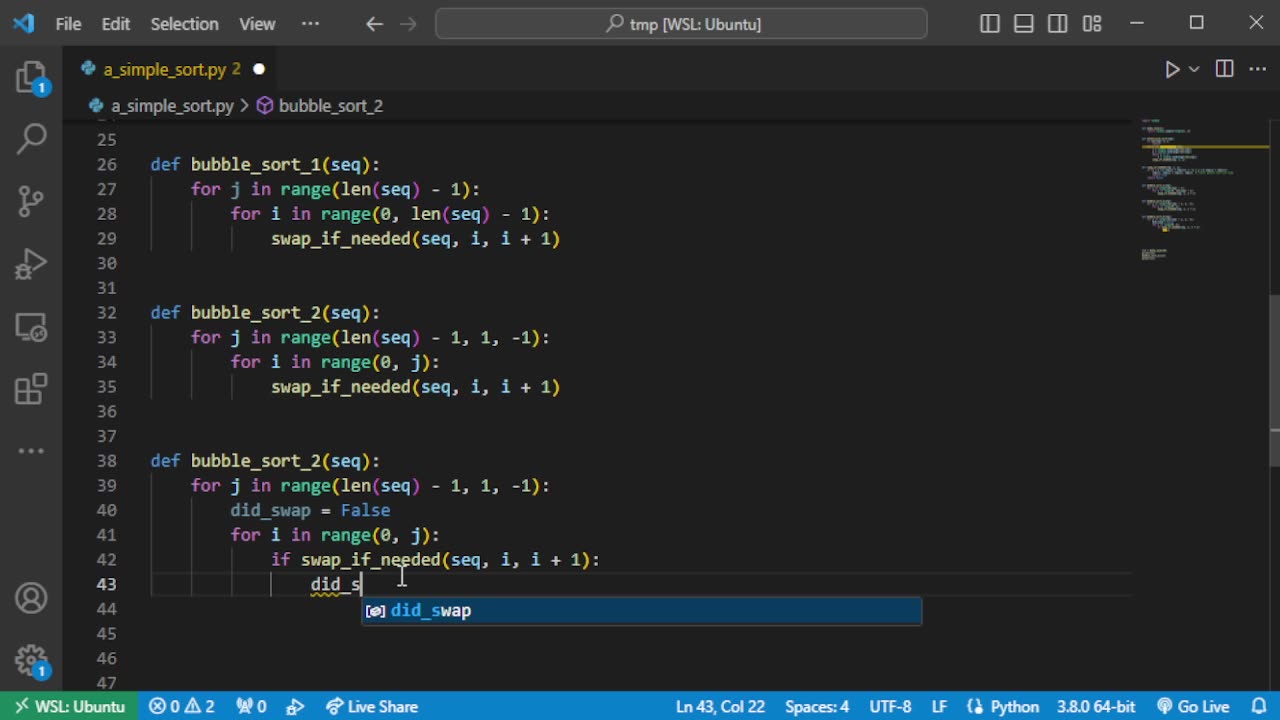 File Edit Selection View ··· tmp [WSL: Ubuntu]
a_simple_sort.py 2
a_simple_sort.py > bubble_sort_2
25
26 def bubble_sort_1(seq):
27 for j in range(len(seq) - 1):
28 for i in range(0, len(seq) - 1):
29 swap_if_needed(seq, i, i + 1)
30
31
32 def bubble_sort_2(seq):
33 for j in range(len(seq) - 1, 1, -1):
34 for i in range(0, j):
35 swap_if_needed(seq, i, i + 1)
36
37
38 def bubble_sort_2(seq):
39 for j in range(len(seq) - 1, 1, -1):
40 did_swap = False
41 for i in range(0, j):
42 if swap_if_needed(seq, i, i + 1):
43 did_s
did_swap
44
45
46
47
1
1
WSL: Ubuntu 0 2 0 Live Share Ln 43, Col 22 Spaces: 4 UTF-8 LF Python 3.8.0 64-bit Go Live